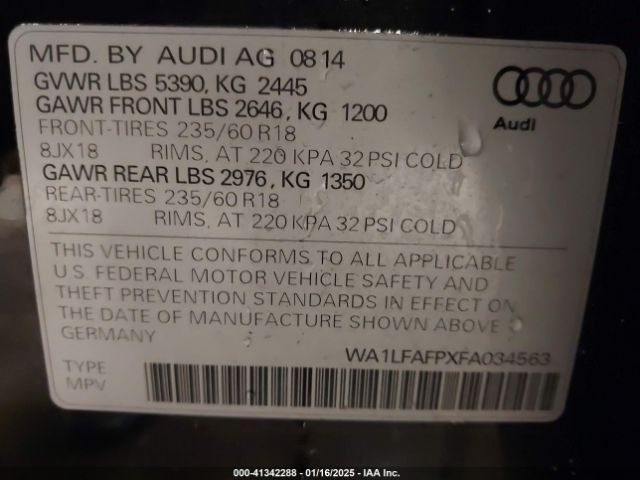 MFD. BY AUDI AG 08 14
GVWR LBS 5390, KG 2445
GAWR FRONT LBS 2646, KG 1200
FRONT-TIRES 235/60 R18
8JX18 RIMS, AT 220 KPA 32 PSI COLD
GAWR REAR LBS 2976, KG 1350
REAR-TIRES 235/60 R18
8JX18 RIMS, AT 220 KPA 32 PSI COLD
Audi
THIS VEHICLE CONFORMS TO ALL APPLICABLE
U.S. FEDERAL MOTOR VEHICLE SAFETY AND
THEFT PREVENTION STANDARDS IN EFFECT ON
THE DATE OF MANUFACTURE SHOWN ABOVE.
GERMANY
WA1LFAFPXFA034563
TYPE
MPV
000-41342288 - 01/16/2025 - IAA Inc.